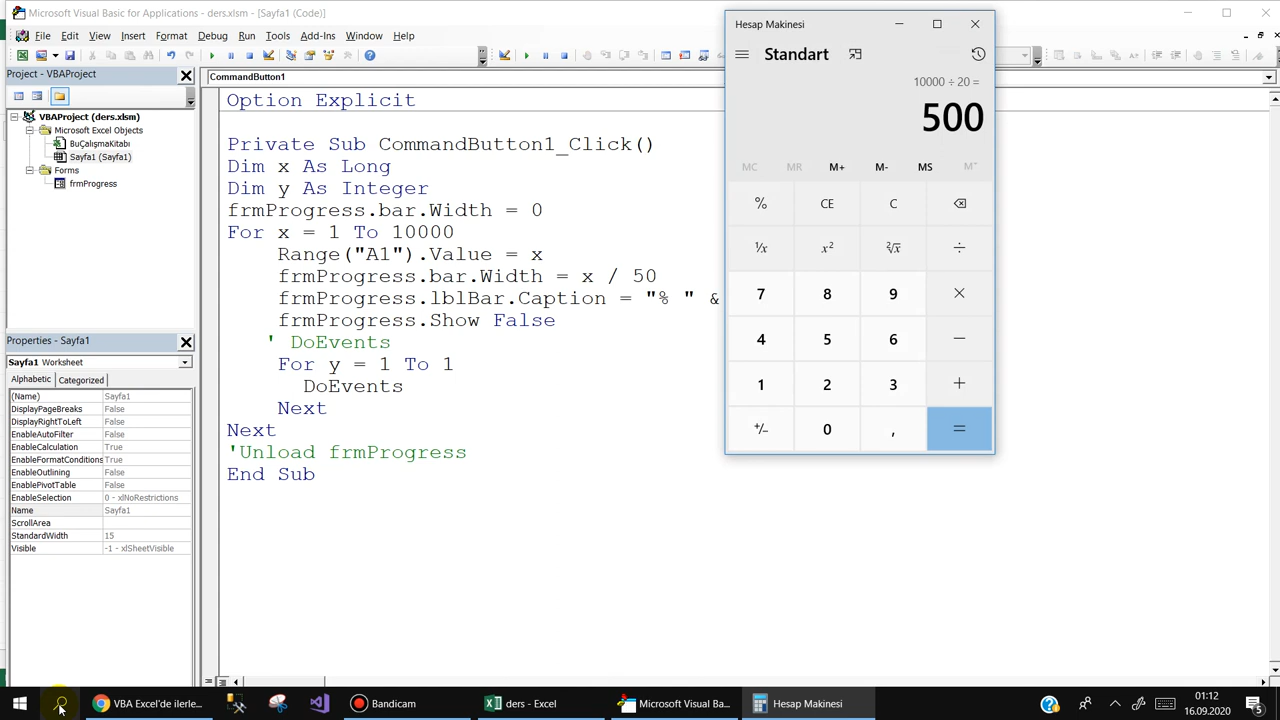 Microsoft Visual Basic for Applications - ders.xlsm - [Sayfa1 (Code)]
File Edit View Insert Format Debug Run Tools Add-Ins Window Help
Project - VBAProject
VBAProject (ders.xlsm)
Microsoft Excel Objects
BuÇalışmaKitabı
Sayfa1 (Sayfa1)
Forms
frmProgress
Properties - Sayfa1
Sayfa1 Worksheet
Alphabetic Categorized
(Name) Sayfa1
DisplayPageBreaks False
DisplayRightToLeft False
EnableAutoFilter False
EnableCalculation True
EnableFormatConditions True
EnableOutlining False
EnablePivotTable False
EnableSelection 0 - xlNoRestrictions
Name Sayfa1
ScrollArea
StandardWidth 15
Visible -1 - xlSheetVisible
CommandButton1
Option Explicit
Private Sub CommandButton1_Click()
Dim x As Long
Dim y As Integer
frmProgress.bar.Width = 0
For x = 1 To 10000
Range("A1").Value = x
frmProgress.bar.Width = x / 50
frmProgress.lblBar.Caption = "% " &
frmProgress.Show False
' DoEvents
For y = 1 To 1
DoEvents
Next
Next
'Unload frmProgress
End Sub
Hesap Makinesi
Standart
10000 ÷ 20 =
500
MC MR M+ M- MS M˅
% CE C ⌫
⅟x x² ²√x ÷
7 8 9 ×
4 5 6 −
1 2 3 +
+/− 0 , =
VBA Excel'de ilerle...
Bandicam
ders - Excel
Microsoft Visual Ba...
Hesap Makinesi
01:12
16.09.2020
5